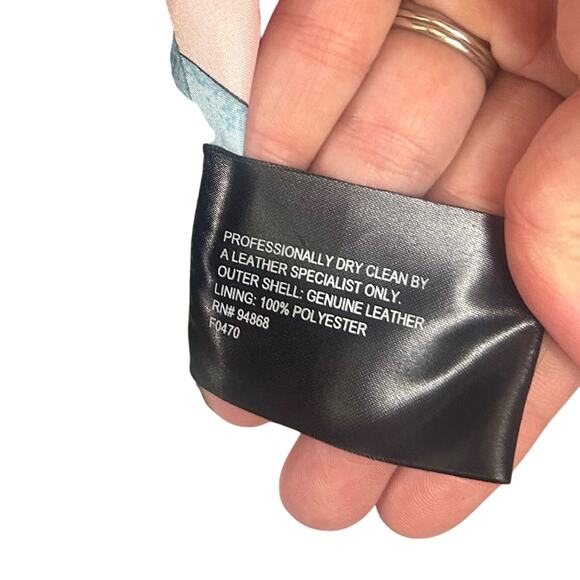 PROFESSIONALLY DRY CLEAN BY
A LEATHER SPECIALIST ONLY.
OUTER SHELL: GENUINE LEATHER
LINING: 100% POLYESTER
RN# 94868
F0470